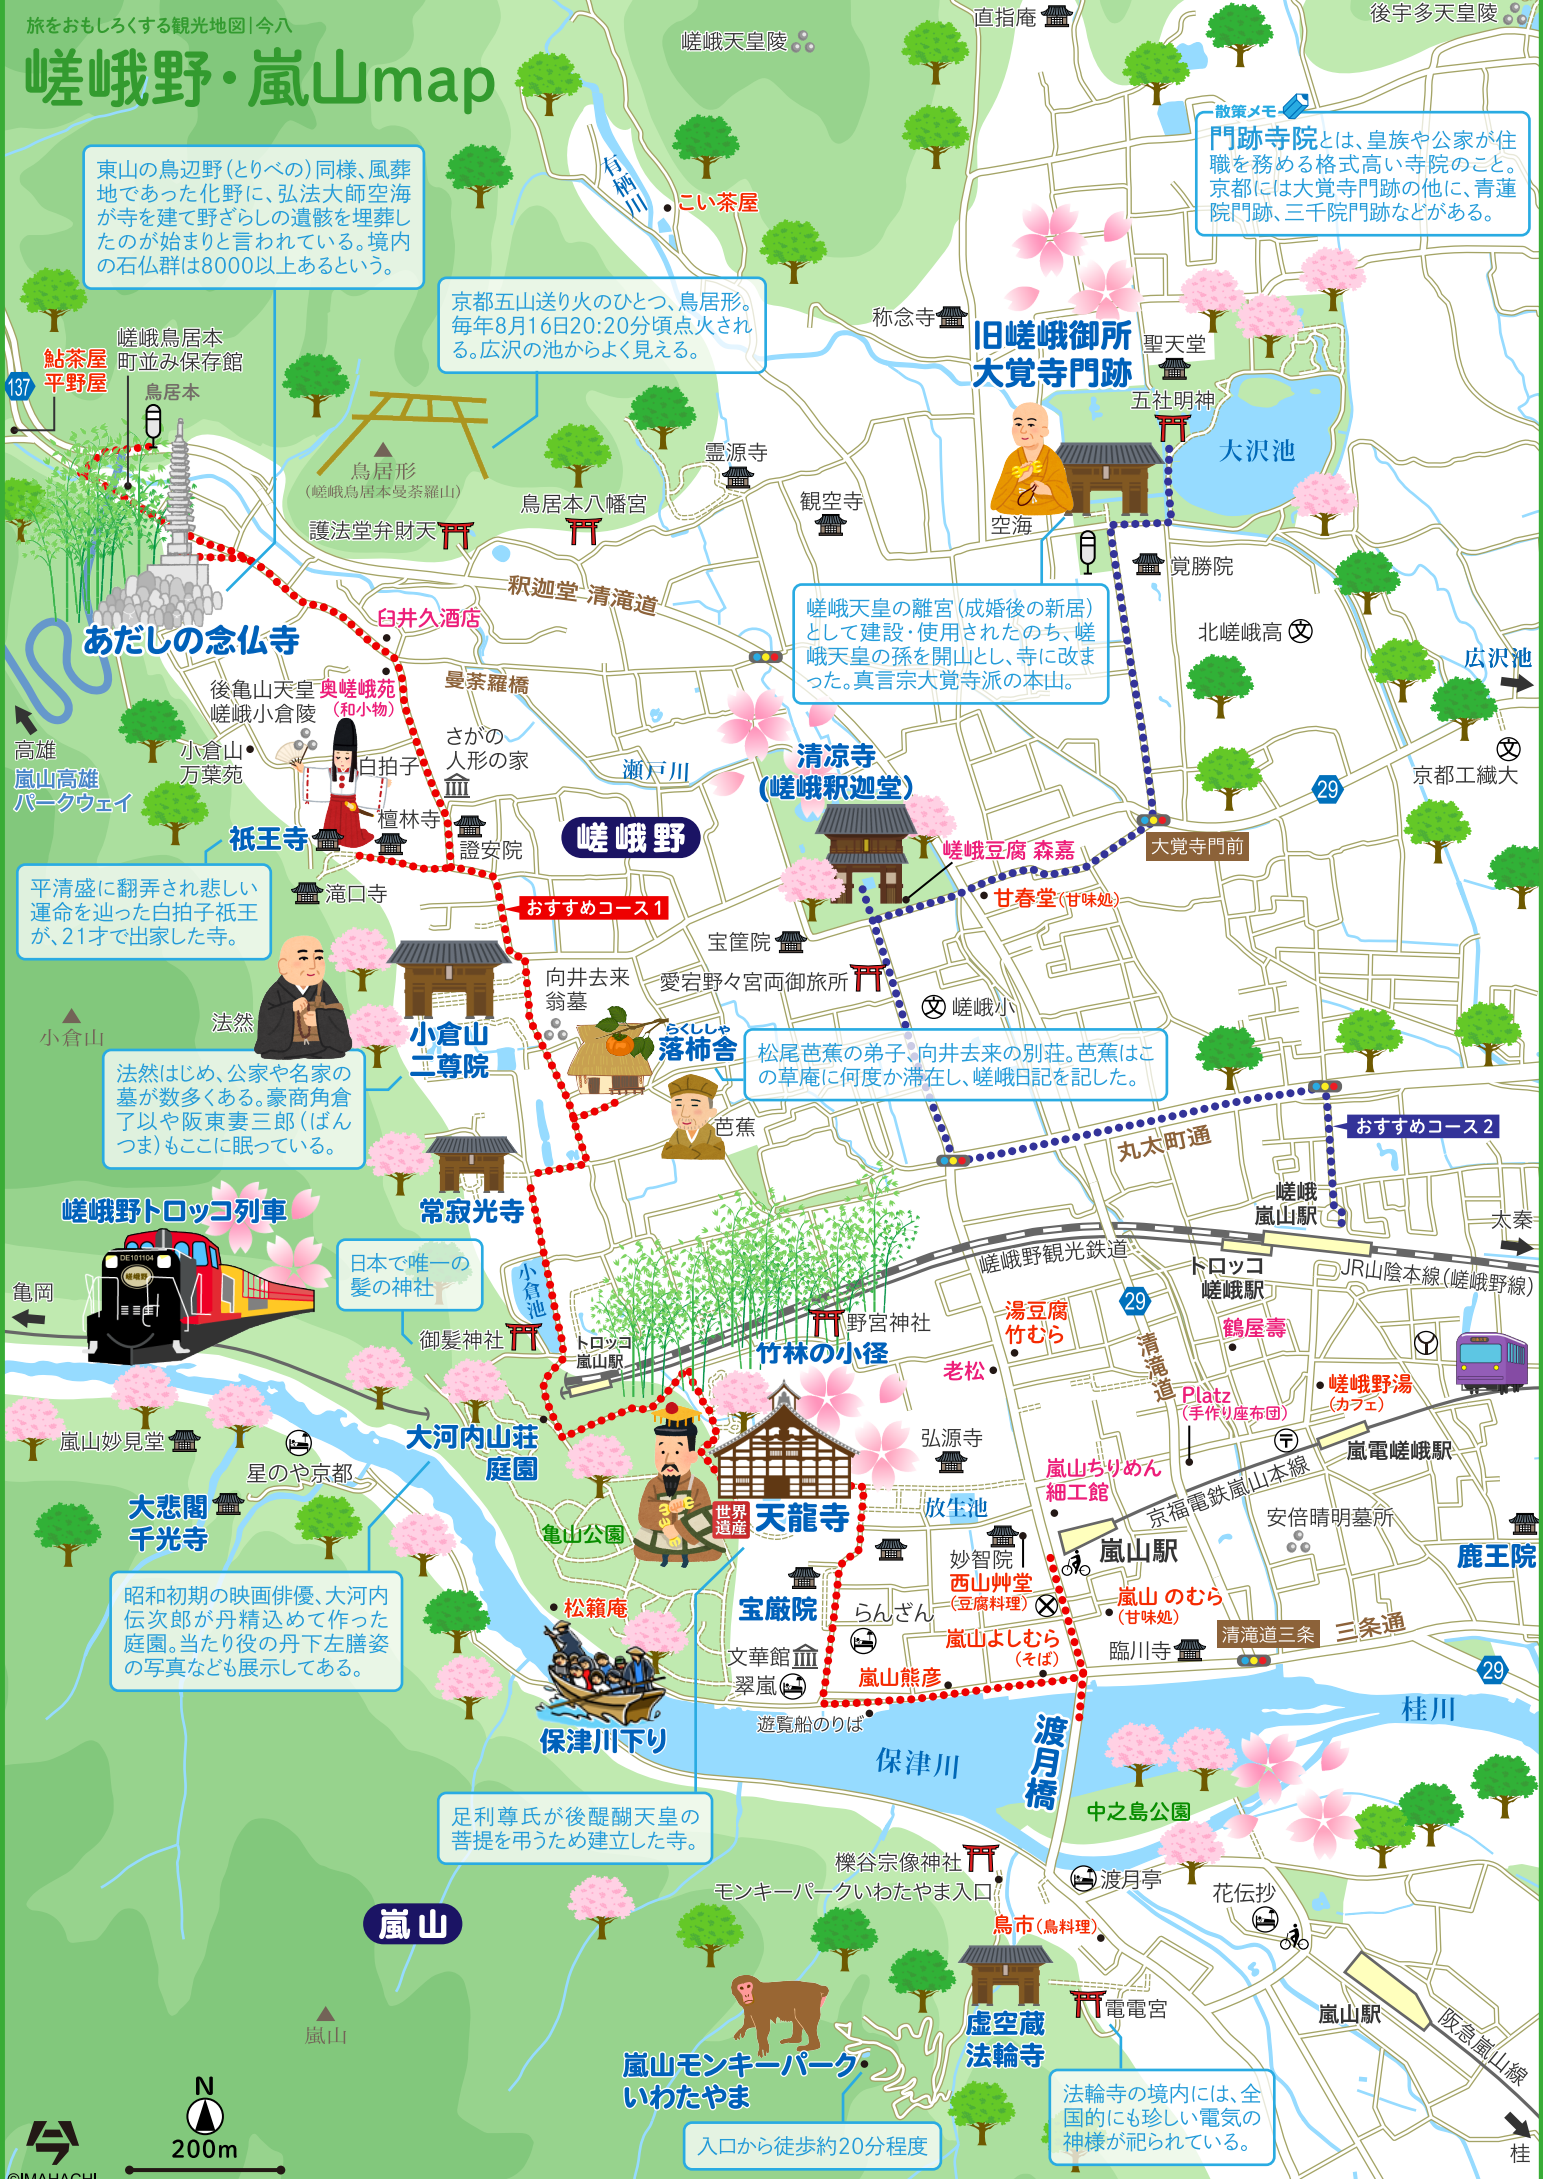 旅をおもしろくする観光地図|今八
嵯峨野・嵐山map
嵯峨天皇陵
直指庵
後宇多天皇陵
散策メモ
門跡寺院とは、皇族や公家が住
職を務める格式高い寺院のこと。
京都には大覚寺門跡の他に、青蓮
院門跡、三千院門跡などがある。
東山の鳥辺野(とりべの)同様、風葬
地であった化野に、弘法大師空海
が寺を建て野ざらしの遺骸を埋葬し
たのが始まりと言われている。境内
の石仏群は8000以上あるという。
有栖川
こい茶屋
京都五山送り火のひとつ、鳥居形。
毎年8月16日20:20分頃点火され
る。広沢の池からよく見える。
称念寺
旧嵯峨御所
大覚寺門跡
聖天堂
五社明神
大沢池
嵯峨鳥居本
町並み保存館
鮎茶屋
平野屋
137
鳥居本
鳥居形
(嵯峨鳥居本曼荼羅山)
護法堂弁財天
鳥居本八幡宮
霊源寺
観空寺
空海
覚勝院
釈迦堂 清滝道
嵯峨天皇の離宮(成婚後の新居)
として建設・使用されたのち、嵯
峨天皇の孫を開山とし、寺に改ま
った。真言宗大覚寺派の本山。
北嵯峨高
広沢池
あだしの念仏寺
臼井久酒店
後亀山天皇
嵯峨小倉陵
奥嵯峨苑
(和小物)
曼荼羅橋
高雄
嵐山高雄
パークウェイ
小倉山
万葉苑
白拍子
さがの
人形の家
瀬戸川
清凉寺
(嵯峨釈迦堂)
京都工繊大
29
祇王寺
檀林寺
證安院
嵯峨野
嵯峨豆腐 森嘉
大覚寺門前
平清盛に翻弄され悲しい
運命を辿った白拍子祇王
が、21才で出家した寺。
滝口寺
おすすめコース1
甘春堂(甘味処)
宝筐院
愛宕野々宮両御旅所
嵯峨小
向井去来
翁墓
小倉山
法然
小倉山
二尊院
らくししゃ
落柿舎
松尾芭蕉の弟子、向井去来の別荘。芭蕉はこ
の草庵に何度か滞在し、嵯峨日記を記した。
法然はじめ、公家や名家の
墓が数多くある。豪商角倉
了以や阪東妻三郎(ばん
つま)もここに眠っている。
芭蕉
丸太町通
おすすめコース2
常寂光寺
嵯峨野トロッコ列車
DE101104
嵯峨野
日本で唯一の
髪の神社
小倉池
嵯峨野観光鉄道
嵯峨
嵐山駅
太秦
トロッコ
嵯峨駅
JR山陰本線(嵯峨野線)
亀岡
御髪神社
トロッコ
嵐山駅
野宮神社
竹林の小径
湯豆腐
竹むら
29
清滝道
鶴屋壽
老松
Platz
(手作り座布団)
嵯峨野湯
(カフェ)
嵐山妙見堂
星のや京都
大河内山荘
庭園
弘源寺
嵐電嵯峨駅
嵐山ちりめん
細工館
京福電鉄嵐山本線
大悲閣
千光寺
亀山公園
世界
遺産
天龍寺
放生池
安倍晴明墓所
嵐山駅
鹿王院
昭和初期の映画俳優、大河内
伝次郎が丹精込めて作った
庭園。当たり役の丹下左膳姿
の写真なども展示してある。
妙智院
西山艸堂
(豆腐料理)
松籟庵
宝厳院
らんざん
嵐山 のむら
(甘味処)
清滝道三条
三条通
嵐山よしむら
(そば)
臨川寺
文華館
翠嵐
嵐山熊彦
29
遊覧船のりば
保津川下り
保津川
渡月橋
桂川
中之島公園
足利尊氏が後醍醐天皇の
菩提を弔うため建立した寺。
櫟谷宗像神社
モンキーパークいわたやま入口
渡月亭
花伝抄
嵐山
鳥市(鳥料理)
嵐山
虚空蔵
法輪寺
電電宮
嵐山駅
阪急嵐山線
嵐山モンキーパーク
いわたやま
法輪寺の境内には、全
国的にも珍しい電気の
神様が祀られている。
入口から徒歩約20分程度
桂
N
200m
©IMAHACHI